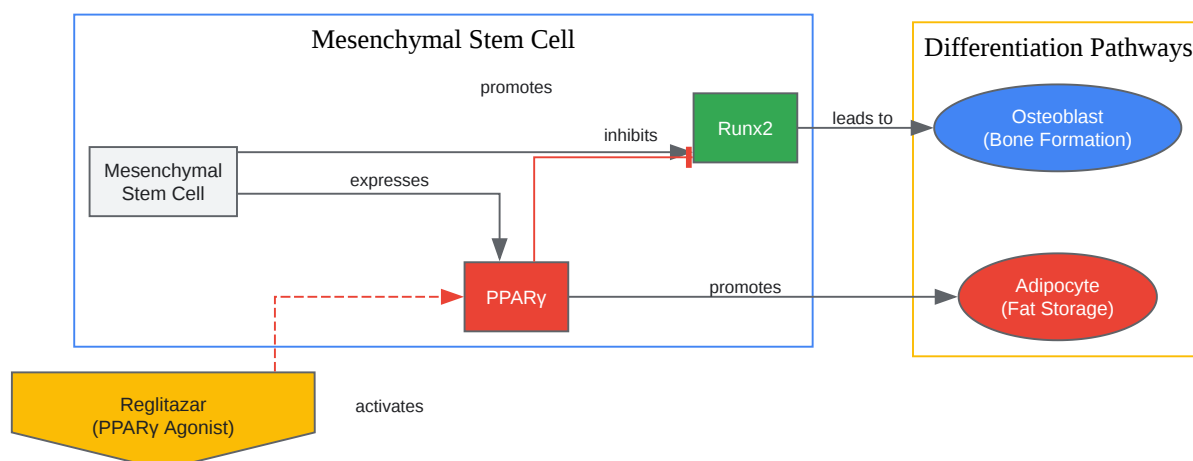 Mesenchymal Stem Cell
Differentiation Pathways
promotes
Runx2
leads to
Osteoblast
(Bone Formation)
inhibits
Mesenchymal
Stem Cell
expresses
PPARγ
promotes
Adipocyte
(Fat Storage)
Reglitazar
(PPARγ Agonist)
activates